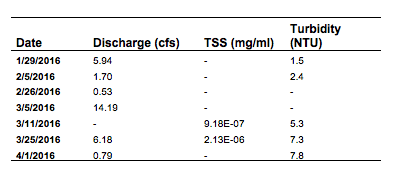 Turbidity
Date Discharge (cfs) TSS (mg/ml) (NTU)
1/29/2016 5.94 - 1.5
2/5/2016 1.70 - 2.4
2/26/2016 0.53 - -
3/5/2016 14.19 - -
3/11/2016 - 9.18E-07 5.3
3/25/2016 6.18 2.13E-06 7.3
4/1/2016 0.79 - 7.8